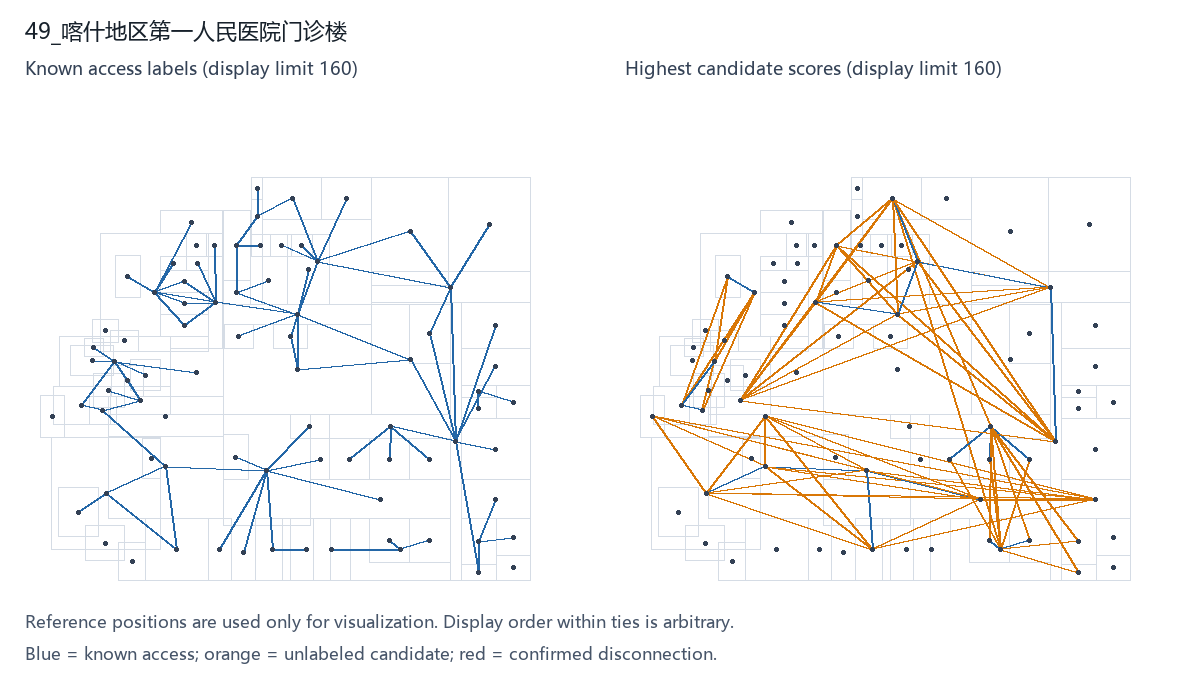 49_喀什地区第一人民医院门诊楼
Known access labels (display limit 160)
Highest candidate scores (display limit 160)
Reference positions are used only for visualization. Display order within ties is arbitrary.
Blue = known access; orange = unlabeled candidate; red = confirmed disconnection.